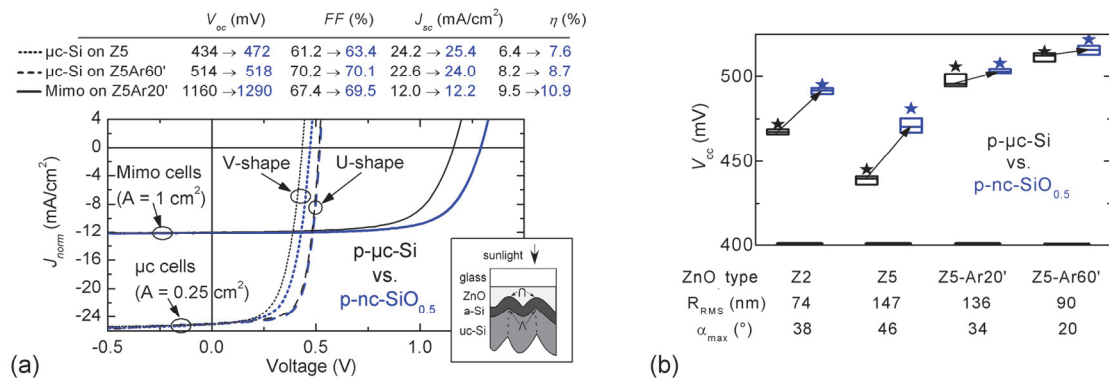 (a)
V_oc (mV) FF (%) J_sc (mA/cm²) η (%)
μc-Si on Z5 434 → 472 61.2 → 63.4 24.2 → 25.4 6.4 → 7.6
μc-Si on Z5Ar60' 514 → 518 70.2 → 70.1 22.6 → 24.0 8.2 → 8.7
Mimo on Z5Ar20' 1160 → 1290 67.4 → 69.5 12.0 → 12.2 9.5 → 10.9
J_norm (mA/cm²)
4
0
-4
-8
-12
-16
-20
-24
V-shape
U-shape
Mimo cells
(A = 1 cm²)
μc cells
(A = 0.25 cm²)
p-μc-Si
vs.
p-nc-SiO₀.₅
sunlight
glass
ZnO
a-Si
uc-Si
U
V
-0.5 0.0 0.5 1.0
Voltage (V)
(b)
V_oc (mV)
500
450
400
p-μc-Si
vs.
p-nc-SiO₀.₅
ZnO type Z2 Z5 Z5-Ar20' Z5-Ar60'
R_RMS (nm) 74 147 136 90
α_max (°) 38 46 34 20